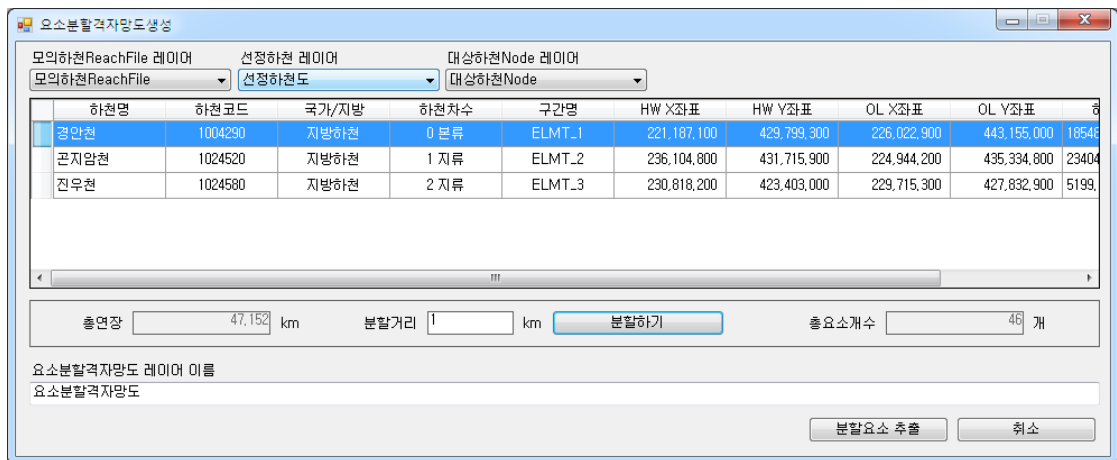 요소분할격자망도생성
모의하천ReachFile 레이어 선정하천 레이어 대상하천Node 레이어
모의하천ReachFile 선정하천도 대상하천Node
하천명 하천코드 국가/지방 하천차수 구간명 HW X좌표 HW Y좌표 OL X좌표 OL Y좌표
경안천 1004290 지방하천 0 본류 ELMT_1 221,187,100 429,799,300 226,022,900 443,155,000 18548
곤지암천 1024520 지방하천 1 지류 ELMT_2 236,104,800 431,715,900 224,944,200 435,334,800 23404
진우천 1024580 지방하천 2 지류 ELMT_3 230,818,200 423,403,000 229,715,300 427,832,900 5199,
총연장 47,152 km 분할거리 1 km 분할하기 총요소개수 46 개
요소분할격자망도 레이어 이름
요소분할격자망도
분할요소 추출 취소